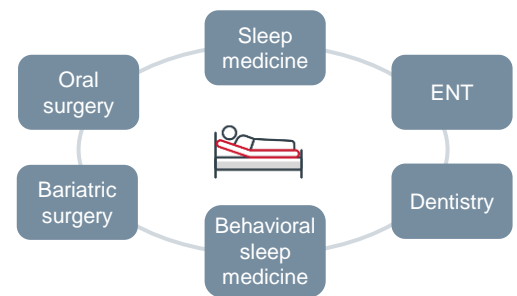 Sleep
medicine
Oral
surgery
ENT
Bariatric
surgery
Dentistry
Behavioral
sleep
medicine